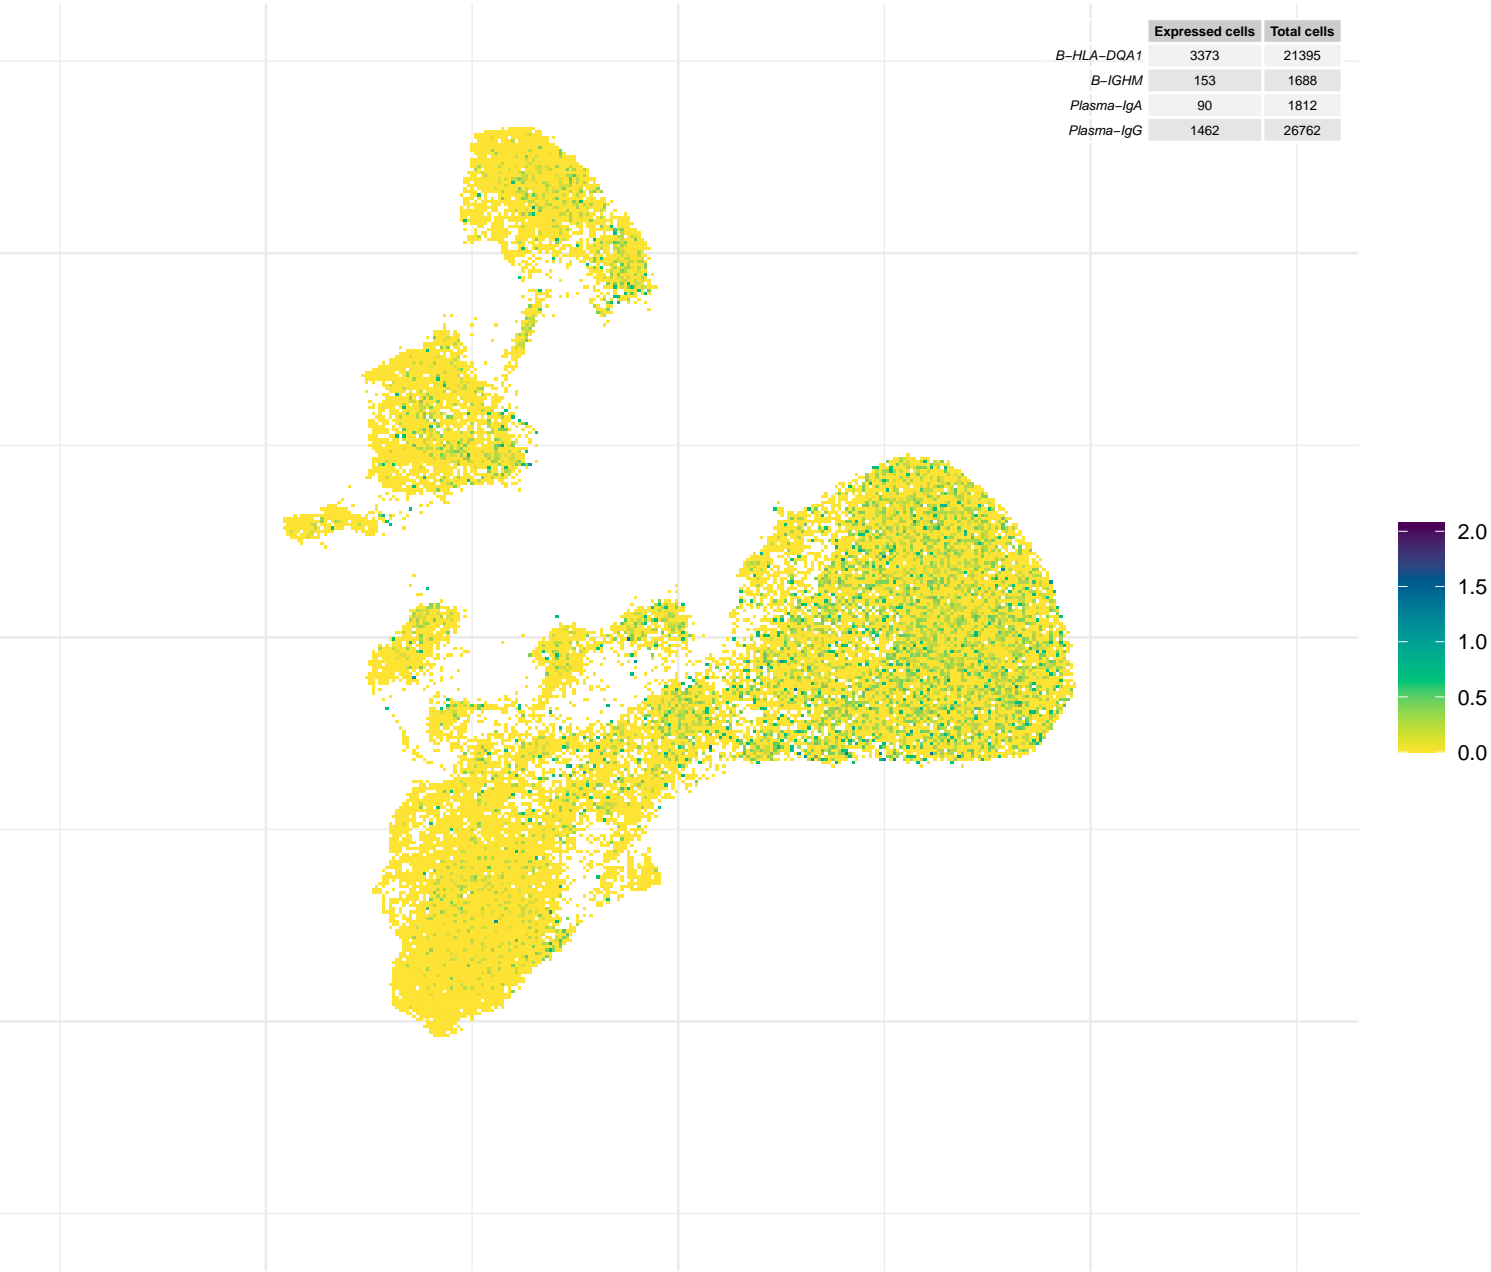 Expressed cells Total cells
B−HLA−DQA1 3373 21395
B−IGHM 153 1688
Plasma−IgA 90 1812
Plasma−IgG 1462 26762
2.0
1.5
1.0
0.5
0.0